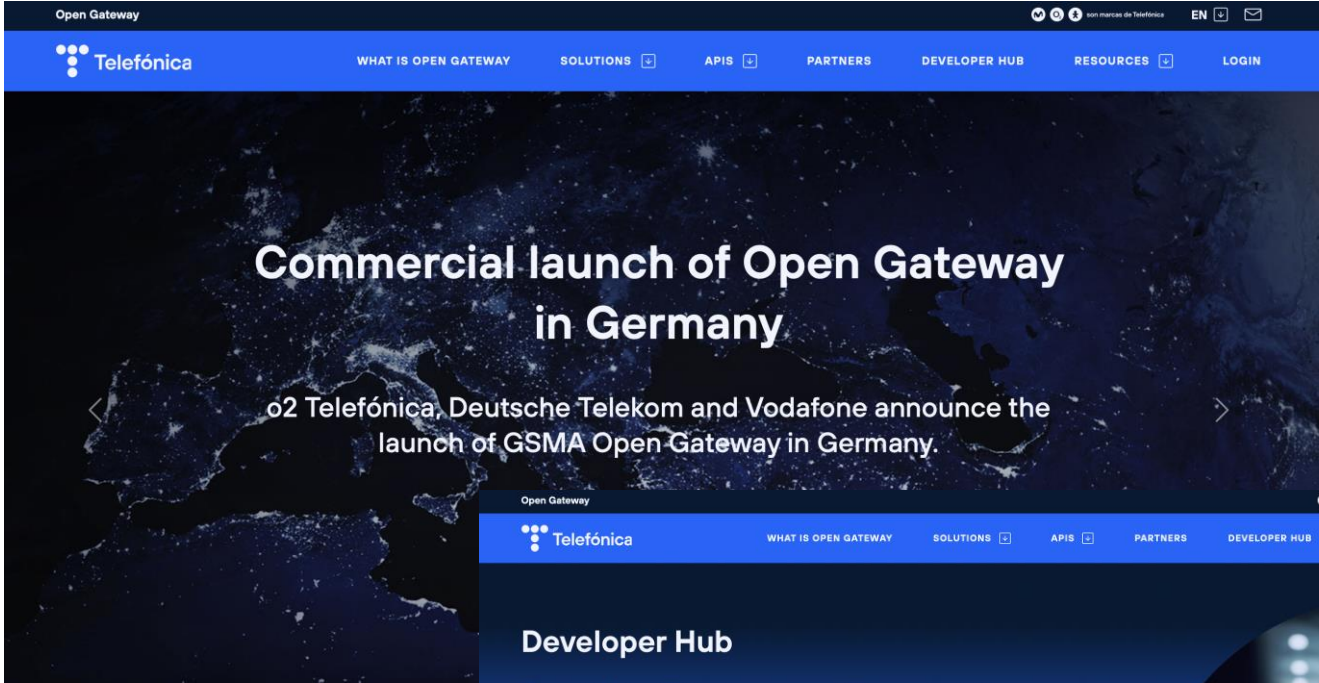 Open Gateway
son marcas de Telefónica EN
Telefónica WHAT IS OPEN GATEWAY SOLUTIONS APIS PARTNERS DEVELOPER HUB RESOURCES LOGIN
Commercial launch of Open Gateway
in Germany
o2 Telefónica, Deutsche Telekom and Vodafone announce the
launch of GSMA Open Gateway in Germany.
Open Gateway
Telefónica WHAT IS OPEN GATEWAY SOLUTIONS APIS PARTNERS DEVELOPER HUB
Developer Hub